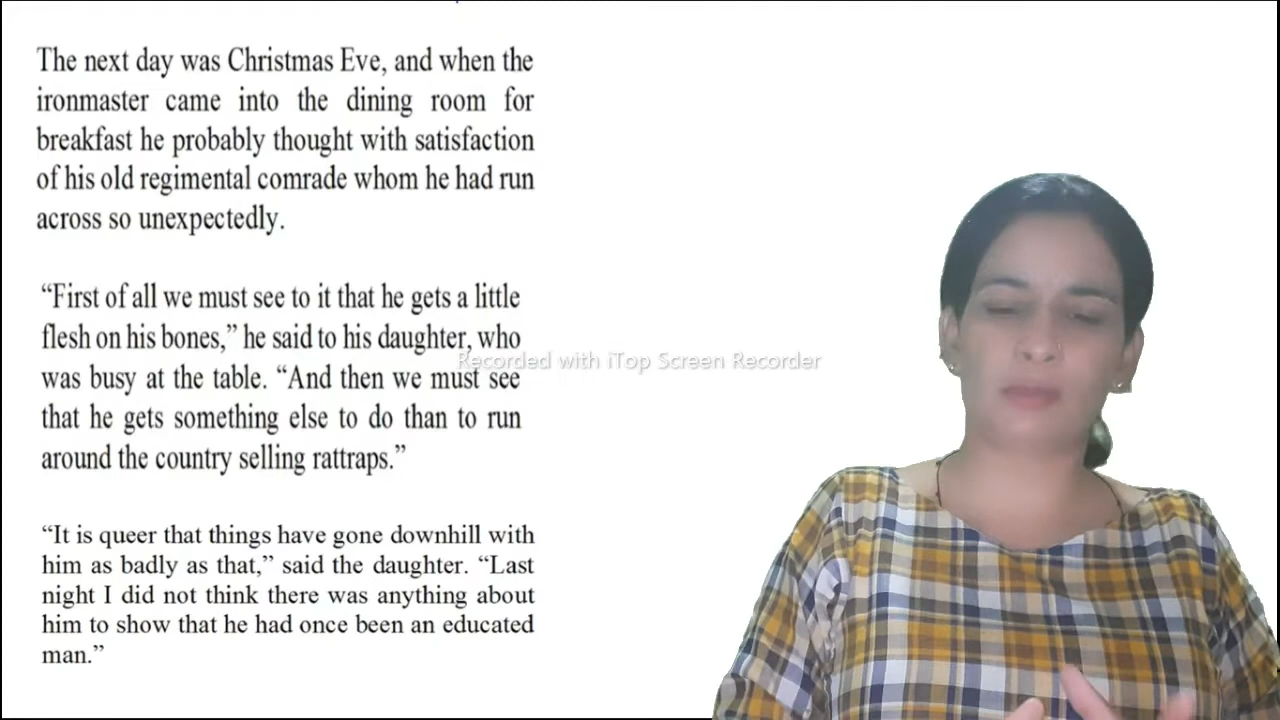 The next day was Christmas Eve, and when the
ironmaster came into the dining room for
breakfast he probably thought with satisfaction
of his old regimental comrade whom he had run
across so unexpectedly.
“First of all we must see to it that he gets a little
flesh on his bones,” he said to his daughter, who
was busy at the table. “And then we must see
that he gets something else to do than to run
around the country selling rattraps.”
“It is queer that things have gone downhill with
him as badly as that,” said the daughter. “Last
night I did not think there was anything about
him to show that he had once been an educated
man.”
Recorded with iTop Screen Recorder